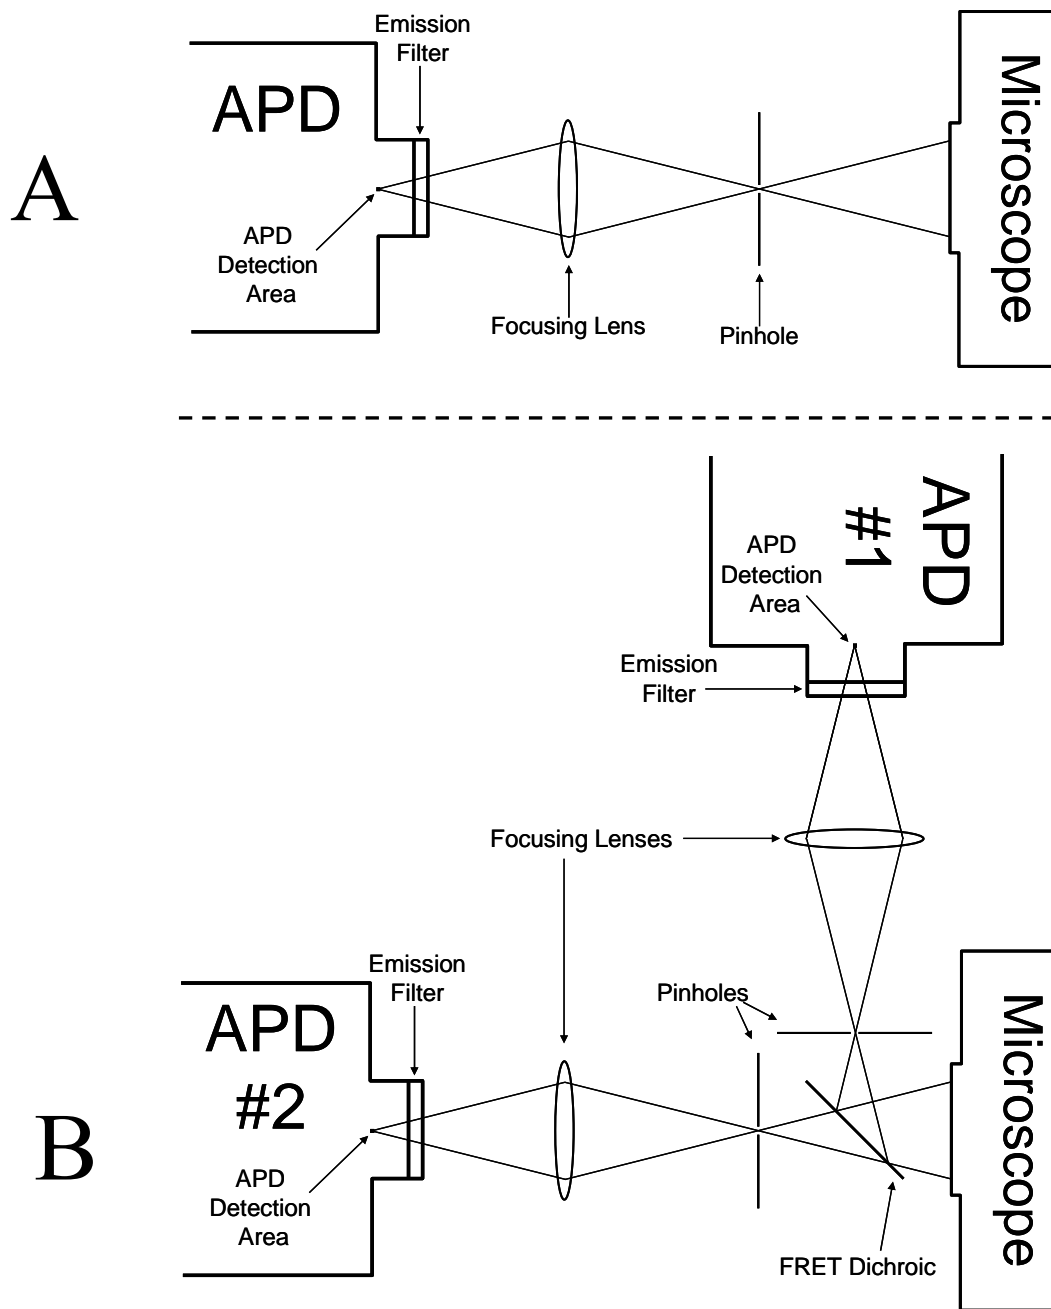 A
APD
Emission
Filter
APD
Detection
Area
Focusing Lens
Pinhole
Microscope
B
APD
#1
APD
Detection
Area
Emission
Filter
Focusing Lenses
Emission
Filter
Pinholes
APD
#2
APD
Detection
Area
FRET Dichroic
Microscope